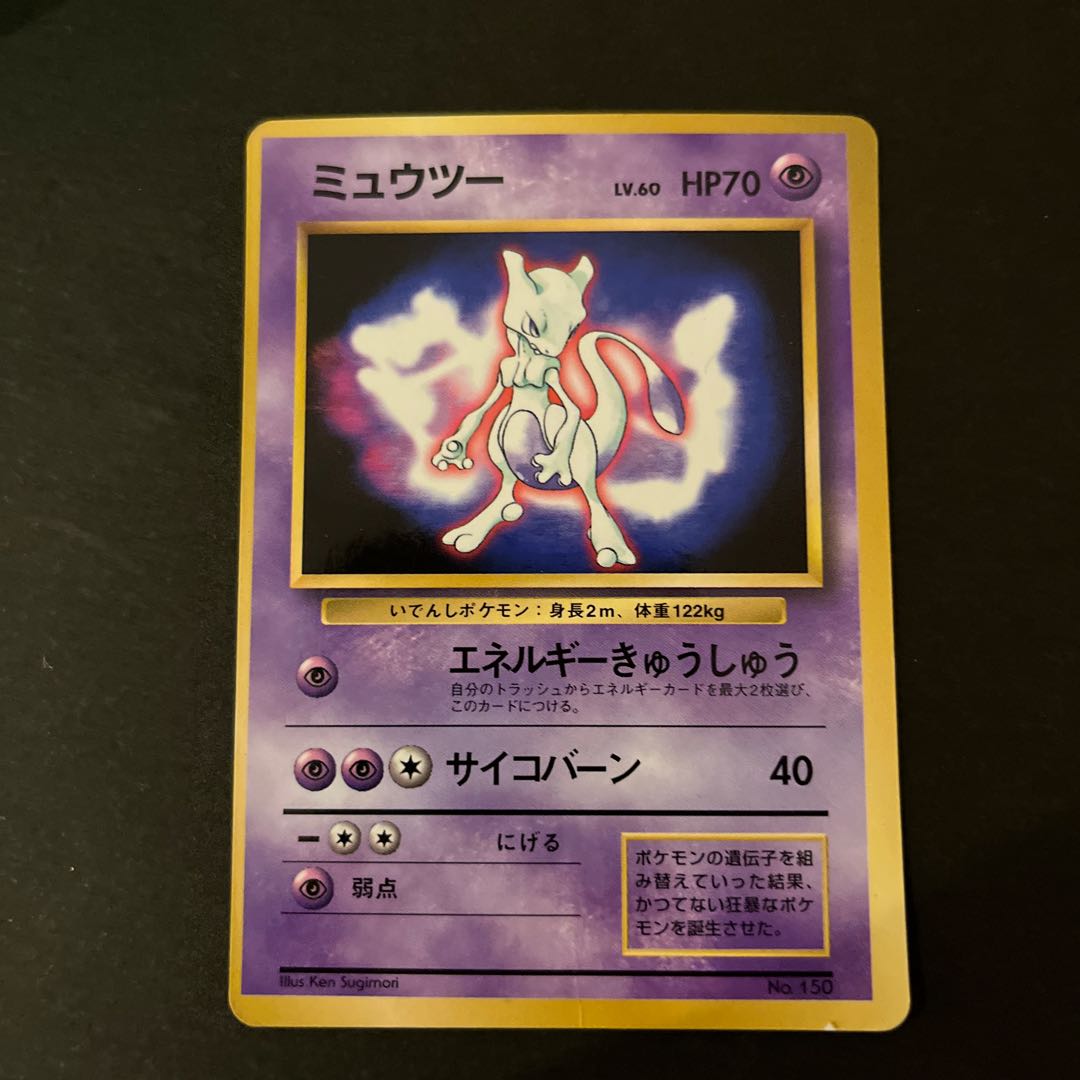 ミュウツー LV.60 HP70
いでんしポケモン：身長2m、体重122kg
エネルギーきゅうしゅう
自分のトラッシュからエネルギーカードを最大2枚選び、
このカードにつける。
サイコバーン 40
にげる
弱点
ポケモンの遺伝子を組
み替えていった結果、
かつてない狂暴なポケ
モンを誕生させた。
Illus. Ken Sugimori No. 150